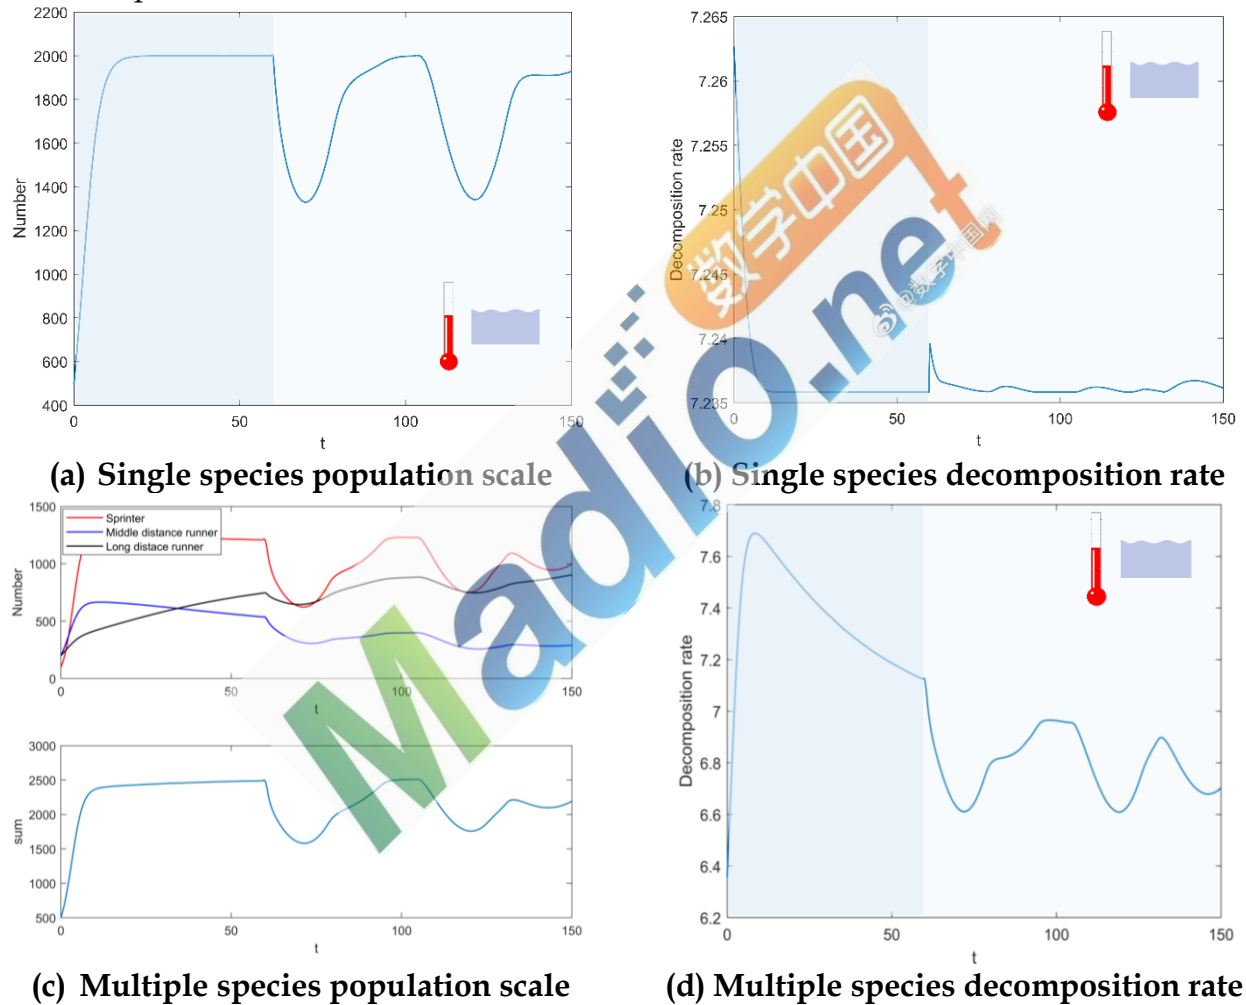 2200
2000
1800
1600
1400
1200
1000
800
600
400
Number
0
50
100
150
t
(a) Single species population scale
7.265
7.26
7.255
7.25
7.245
7.24
7.235
Decomposition rate
0
50
100
150
t
(b) Single species decomposition rate
1500
1000
500
0
Number
Sprinter
Middle distance runner
Long distace runner
0
50
100
150
t
3000
2500
2000
1500
1000
500
sum
0
50
100
150
t
(c) Multiple species population scale
7.8
7.6
7.4
7.2
7
6.8
6.6
6.4
6.2
Decomposition rate
0
50
100
150
t
(d) Multiple species decomposition rate
Madio.net
数学中国
@数学中国网